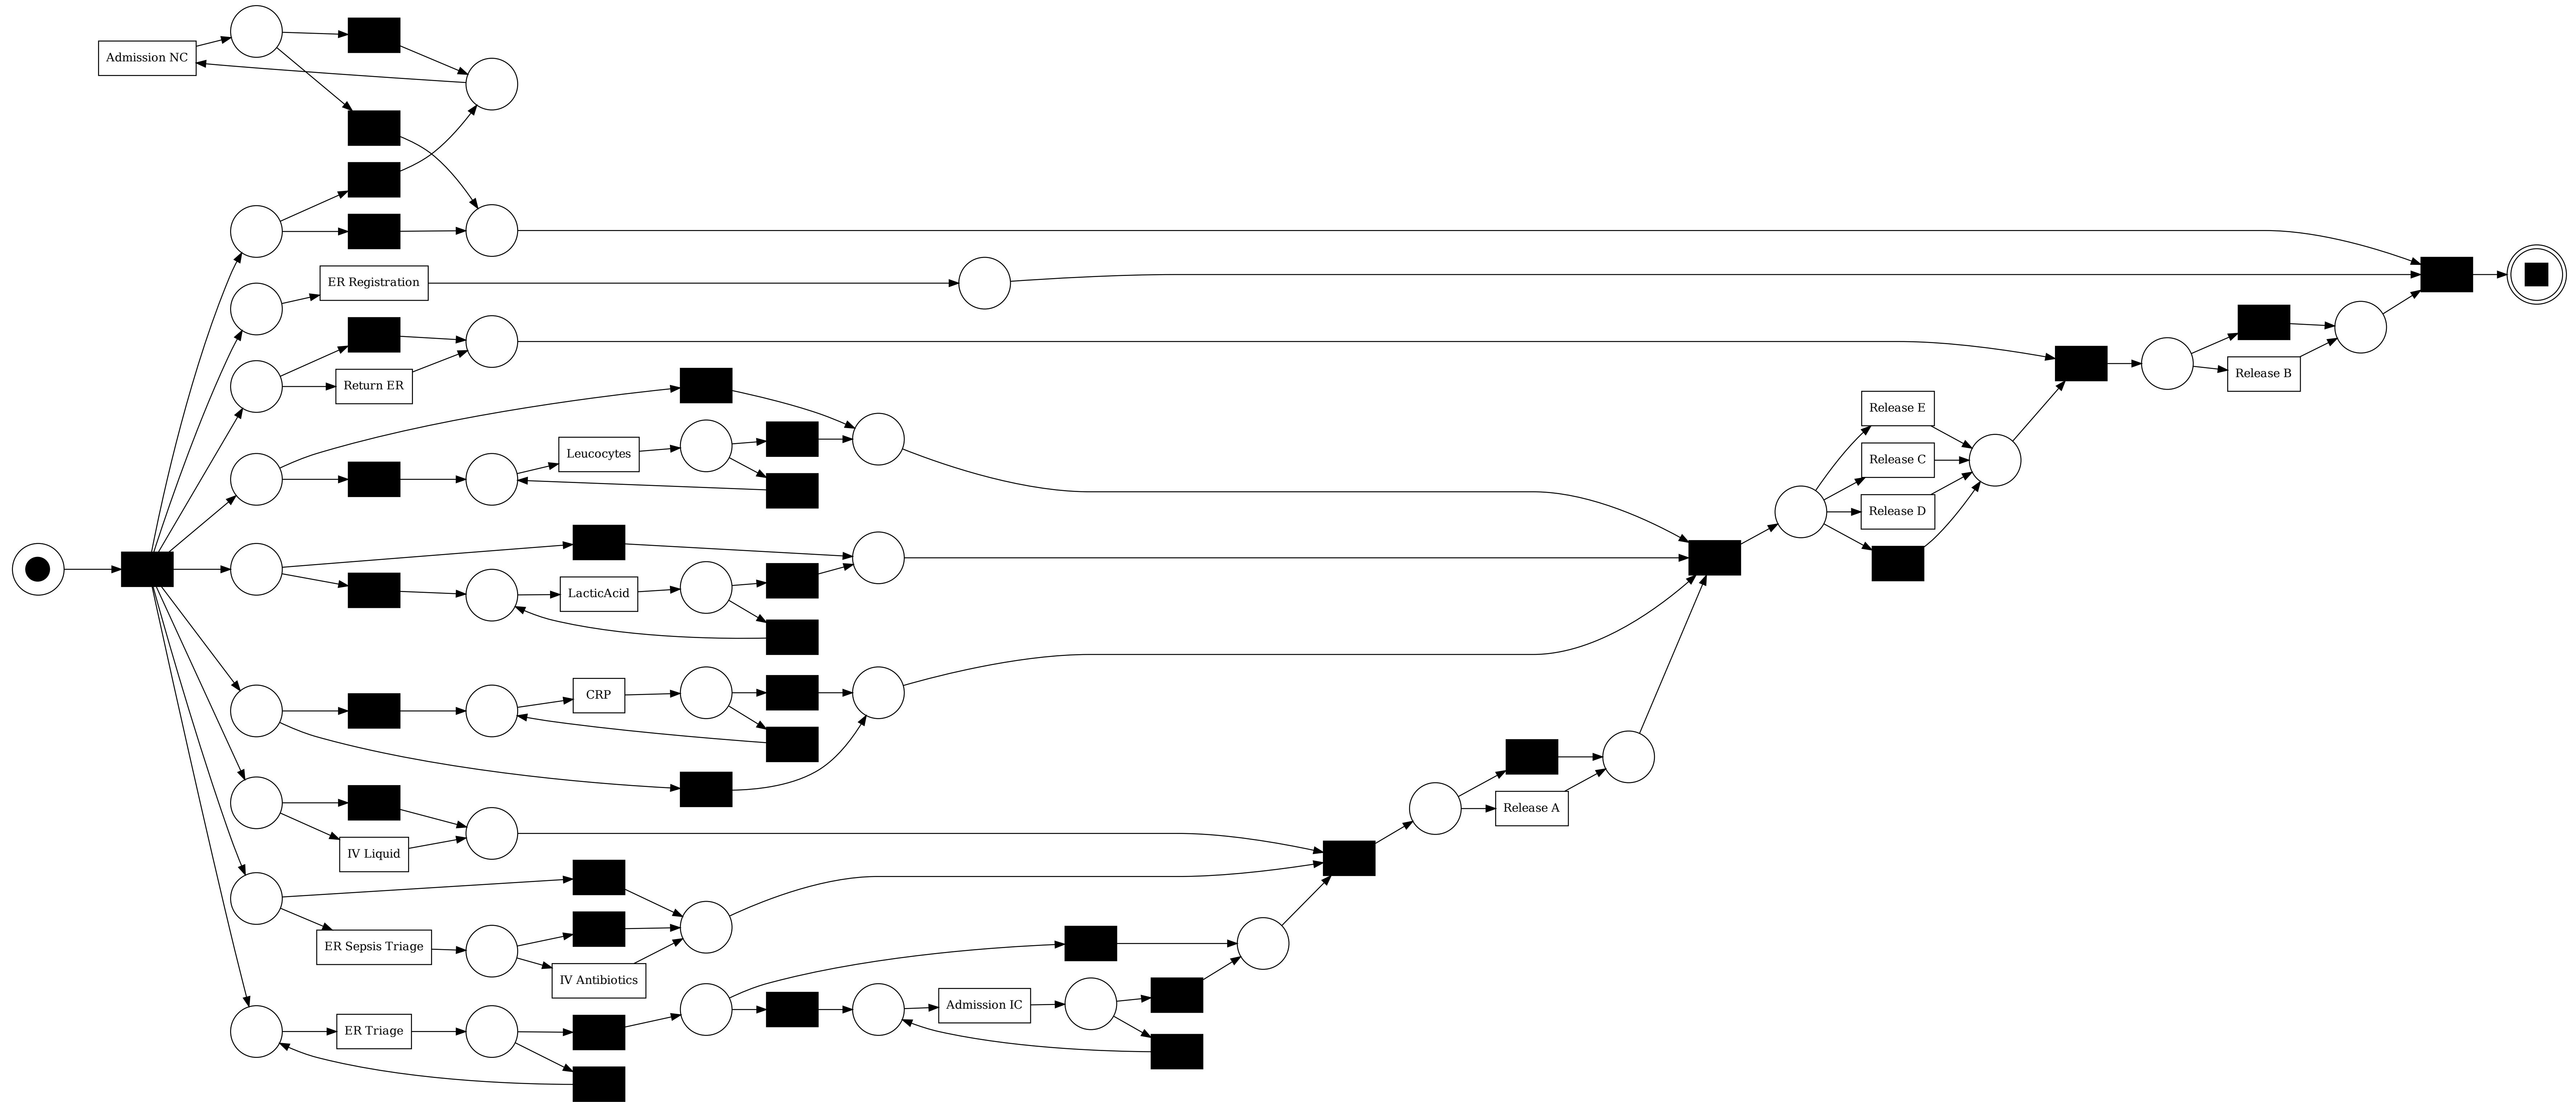 Admission NC
ER Registration
Return ER
Release B
Release E
Leucocytes
Release C
Release D
LacticAcid
CRP
Release A
IV Liquid
ER Sepsis Triage
IV Antibiotics
Admission IC
ER Triage